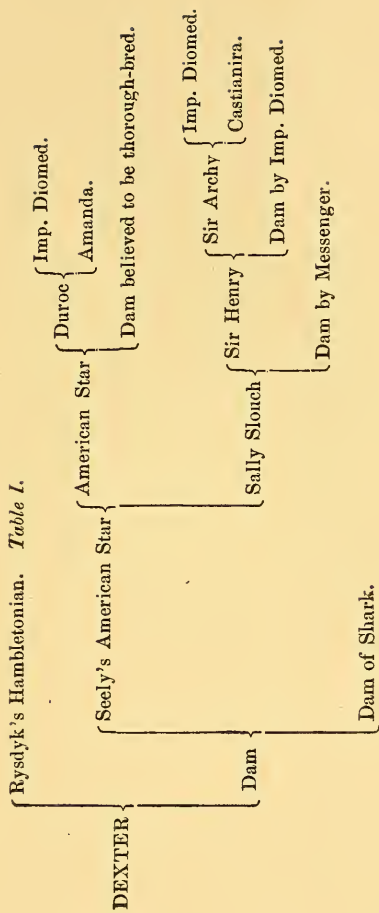 Rysdyk's Hambletonian. Table I.
Imp. Diomed.
Duroc
Amanda.
American Star
Dam believed to be thorough-bred.
Seely's American Star
Imp. Diomed.
Sir Archy
Castianira.
Sir Henry
Dam by Imp. Diomed.
Sally Slouch
Dam by Messenger.
DEXTER
Dam
Dam of Shark.